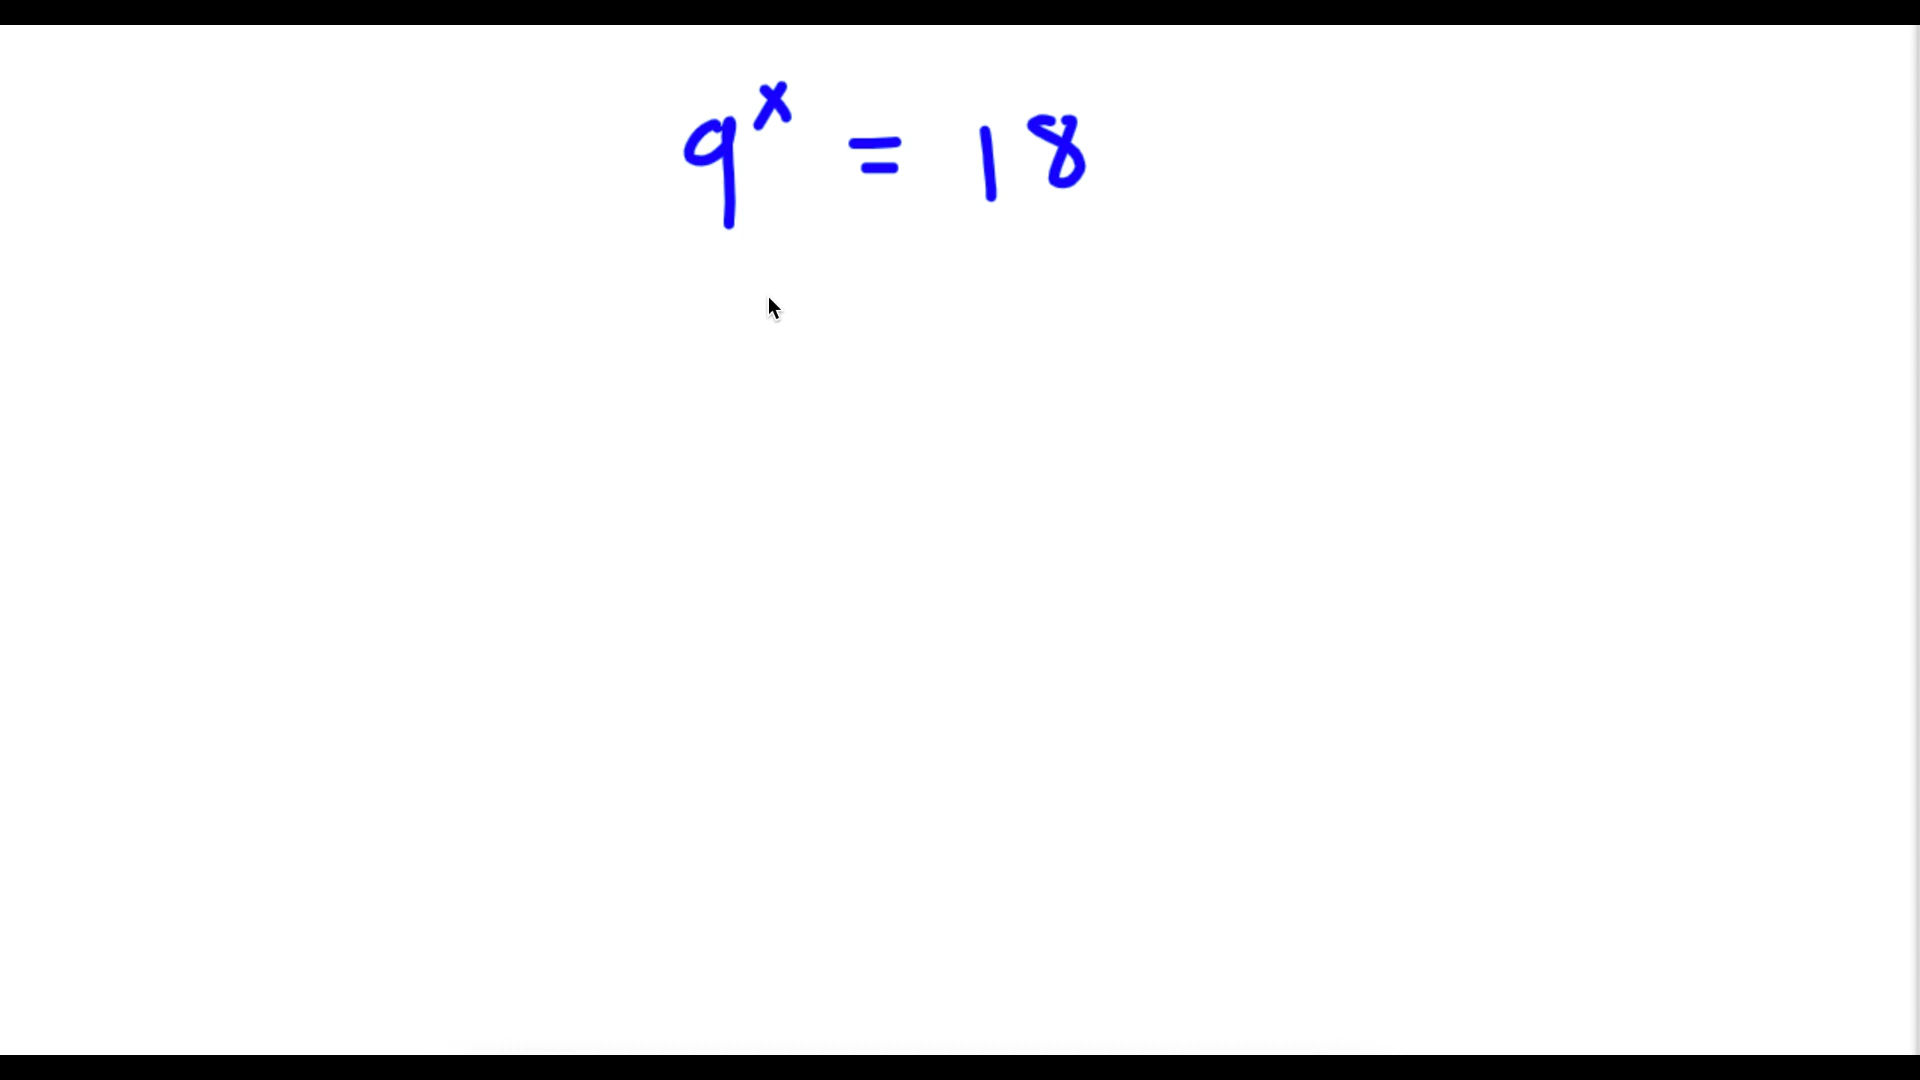 9^x = 18